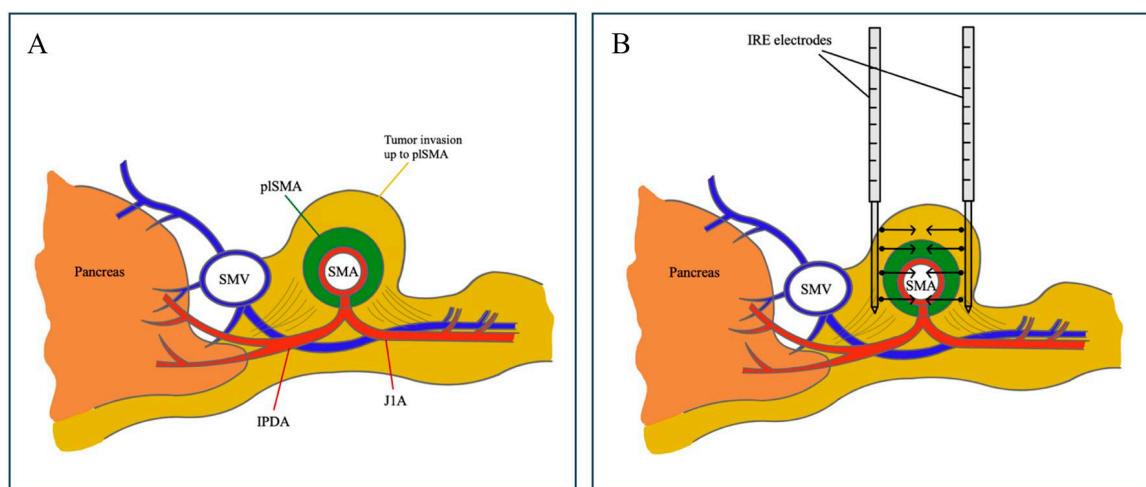 A
Tumor invasion
up to plSMA
plSMA
Pancreas
SMV
SMA
J1A
IPDA
B
IRE electrodes
Pancreas
SMV
SMA